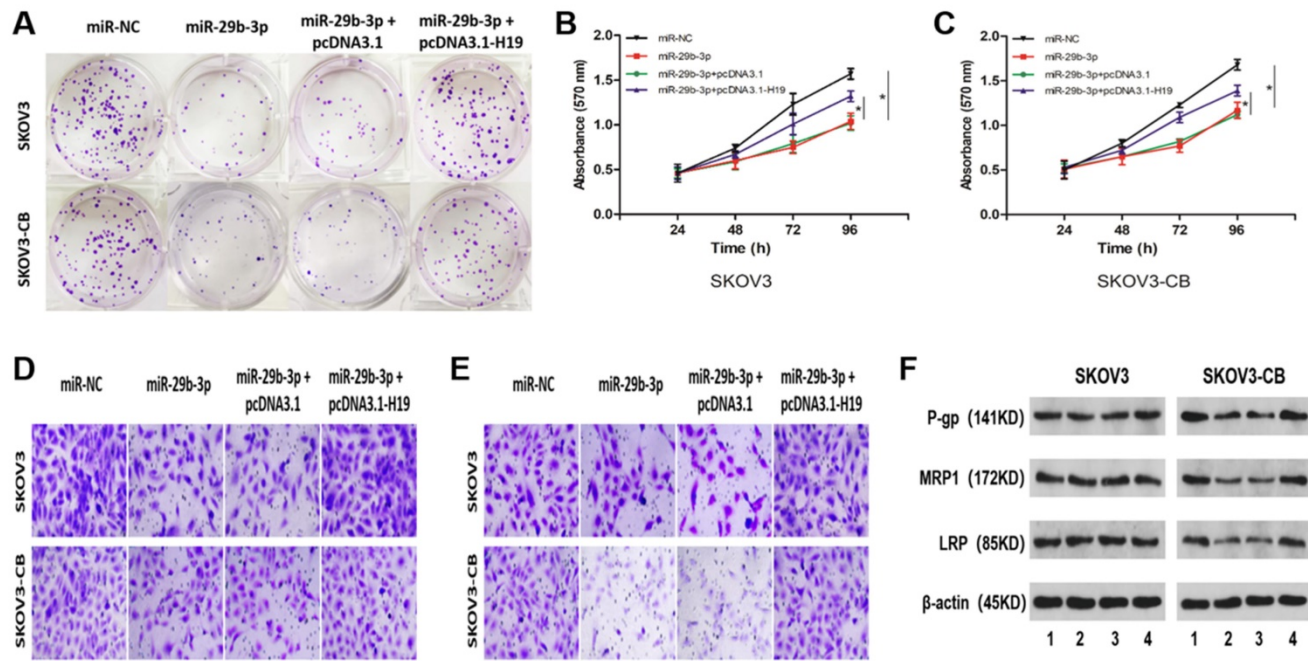 A
miR-NC
miR-29b-3p
miR-29b-3p +
pcDNA3.1
miR-29b-3p +
pcDNA3.1-H19
SKOV3
SKOV3-CB
B
miR-NC
miR-29b-3p
miR-29b-3p+pcDNA3.1
miR-29b-3p+pcDNA3.1-H19
Absorbance (570 nm)
2.0
1.5
1.0
0.5
0.0
*
*
24
48
72
96
Time (h)
SKOV3
C
miR-NC
miR-29b-3p
miR-29b-3p+pcDNA3.1
miR-29b-3p+pcDNA3.1-H19
Absorbance (570 nm)
2.0
1.5
1.0
0.5
0.0
*
*
24
48
72
96
Time (h)
SKOV3-CB
D
miR-NC
miR-29b-3p
miR-29b-3p +
pcDNA3.1
miR-29b-3p +
pcDNA3.1-H19
SKOV3
SKOV3-CB
E
miR-NC
miR-29b-3p
miR-29b-3p +
pcDNA3.1
miR-29b-3p +
pcDNA3.1-H19
SKOV3
SKOV3-CB
F
SKOV3
SKOV3-CB
P-gp (141KD)
MRP1 (172KD)
LRP (85KD)
β-actin (45KD)
1 2 3 4
1 2 3 4